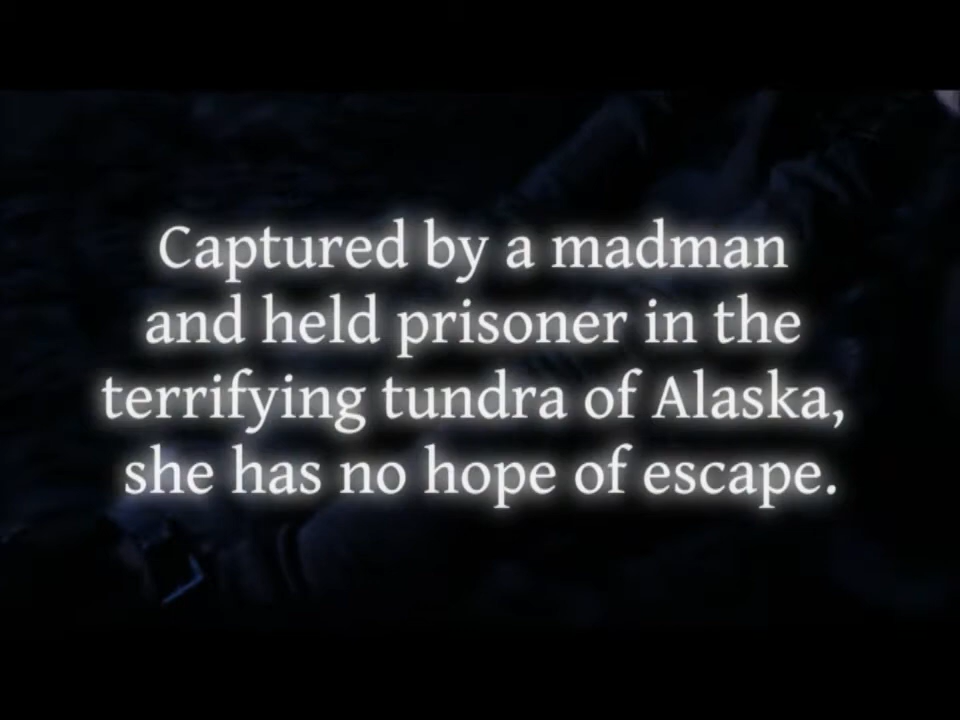 Captured by a madman
and held prisoner in the
terrifying tundra of Alaska,
she has no hope of escape.